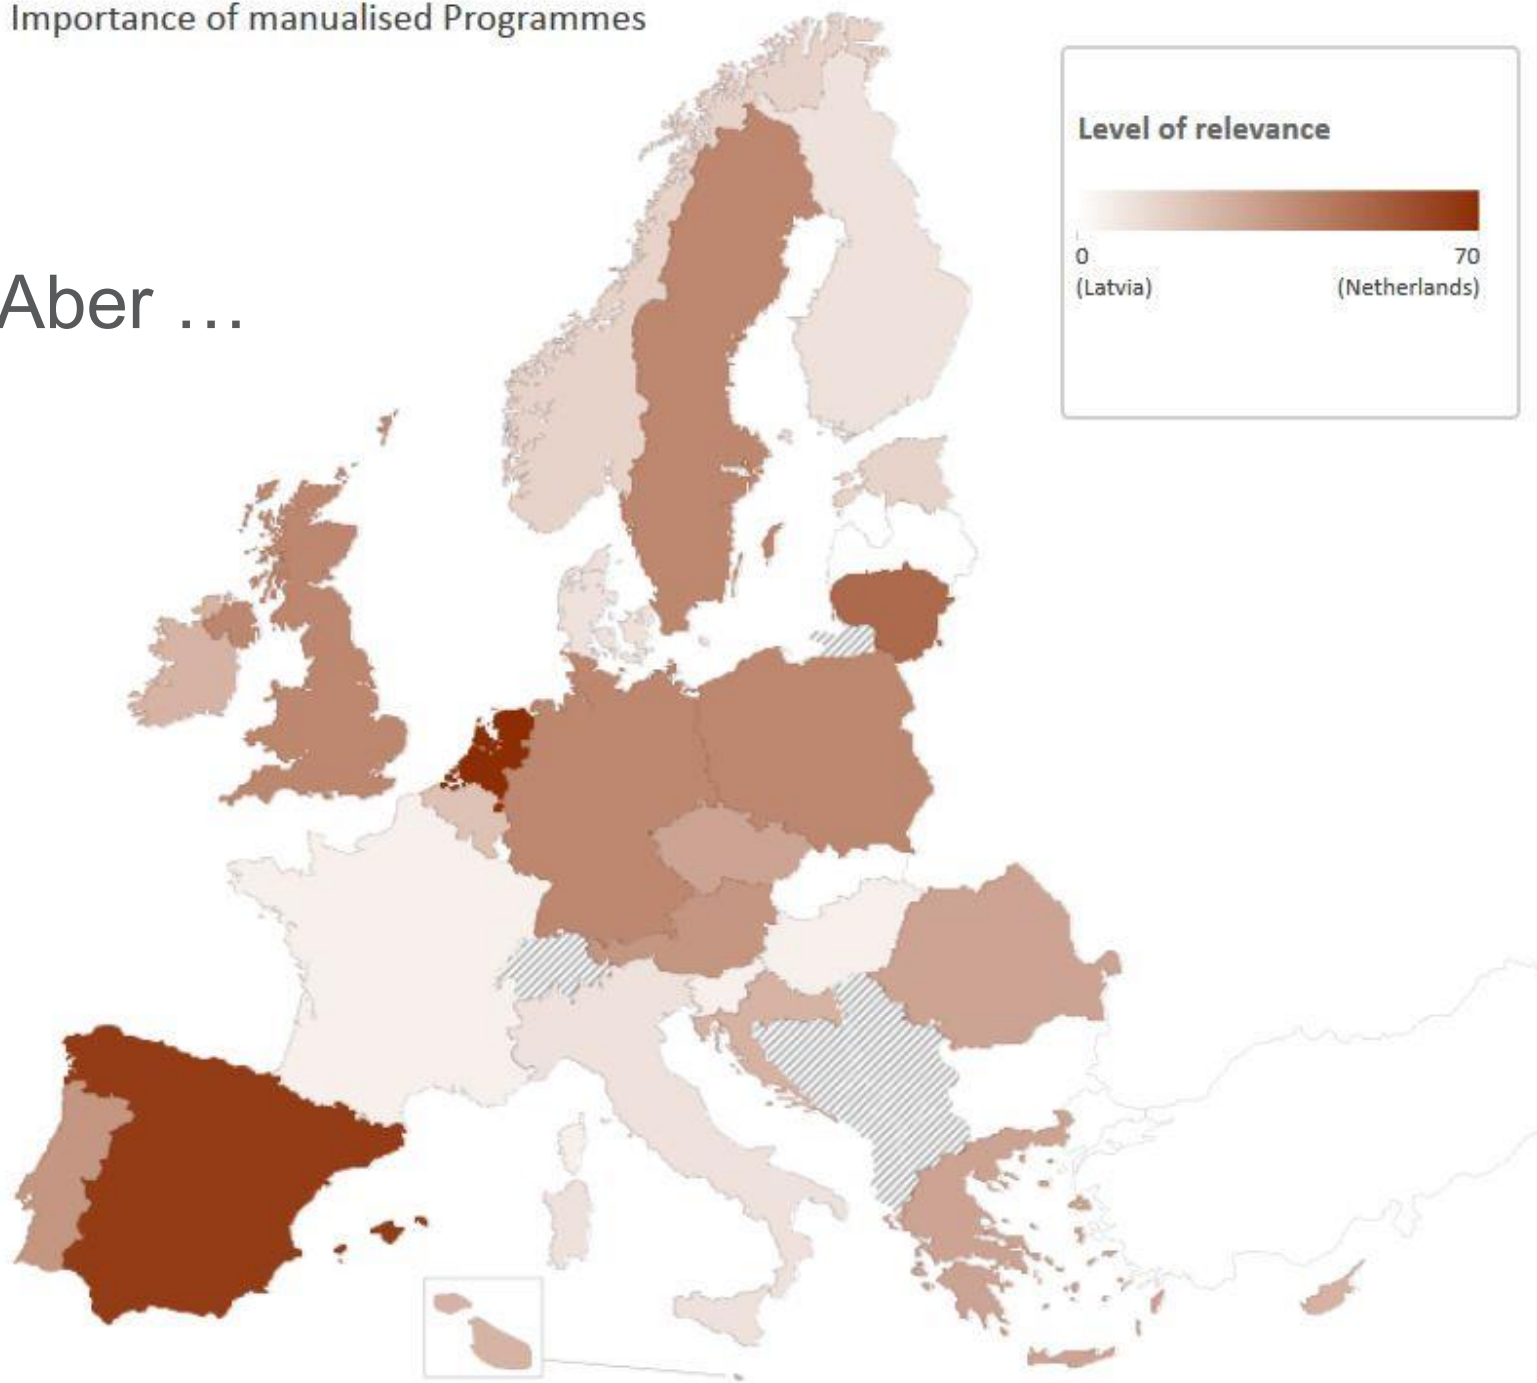 Importance of manualised Programmes
Level of relevance
0 70
(Latvia) (Netherlands)
Aber …